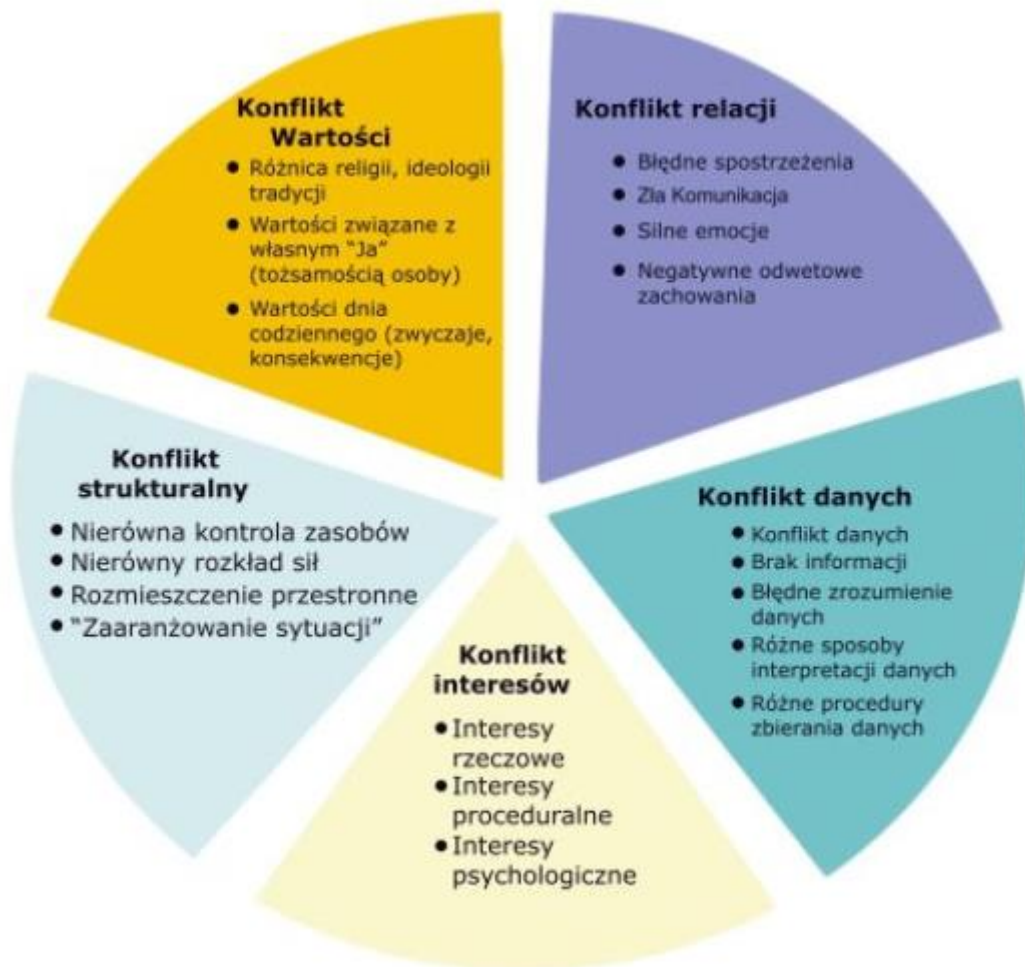 Konflikt
Wartości
● Różnica religii, ideologii
tradycji
● Wartości związane z
własnym “Ja”
(tożsamością osoby)
● Wartości dnia
codziennego (zwyczaje,
konsekwencje)
Konflikt relacji
● Błędne spostrzeżenia
● Zła Komunikacja
● Silne emocje
● Negatywne odwetowe
zachowania
Konflikt danych
● Konflikt danych
● Brak informacji
● Błędne zrozumienie
danych
● Różne sposoby
interpretacji danych
● Różne procedury
zbierania danych
Konflikt
interesów
● Interesy
rzeczowe
● Interesy
proceduralne
● Interesy
psychologiczne
Konflikt
strukturalny
● Nierówna kontrola zasobów
● Nierówny rozkład sił
● Rozmieszczenie przestronne
● “Zaaranżowanie sytuacji”